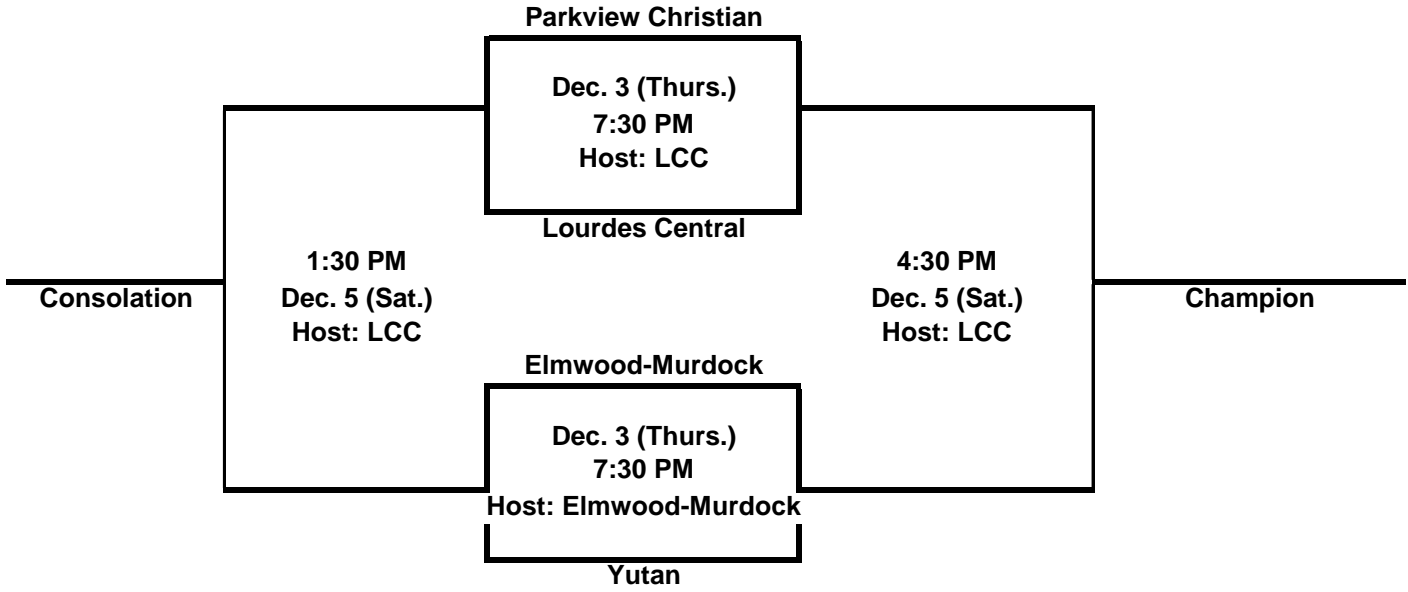 Parkview Christian
Dec. 3 (Thurs.)
7:30 PM
Host: LCC
Lourdes Central
1:30 PM
Dec. 5 (Sat.)
Host: LCC
4:30 PM
Dec. 5 (Sat.)
Host: LCC
Consolation
Champion
Elmwood-Murdock
Dec. 3 (Thurs.)
7:30 PM
Host: Elmwood-Murdock
Yutan